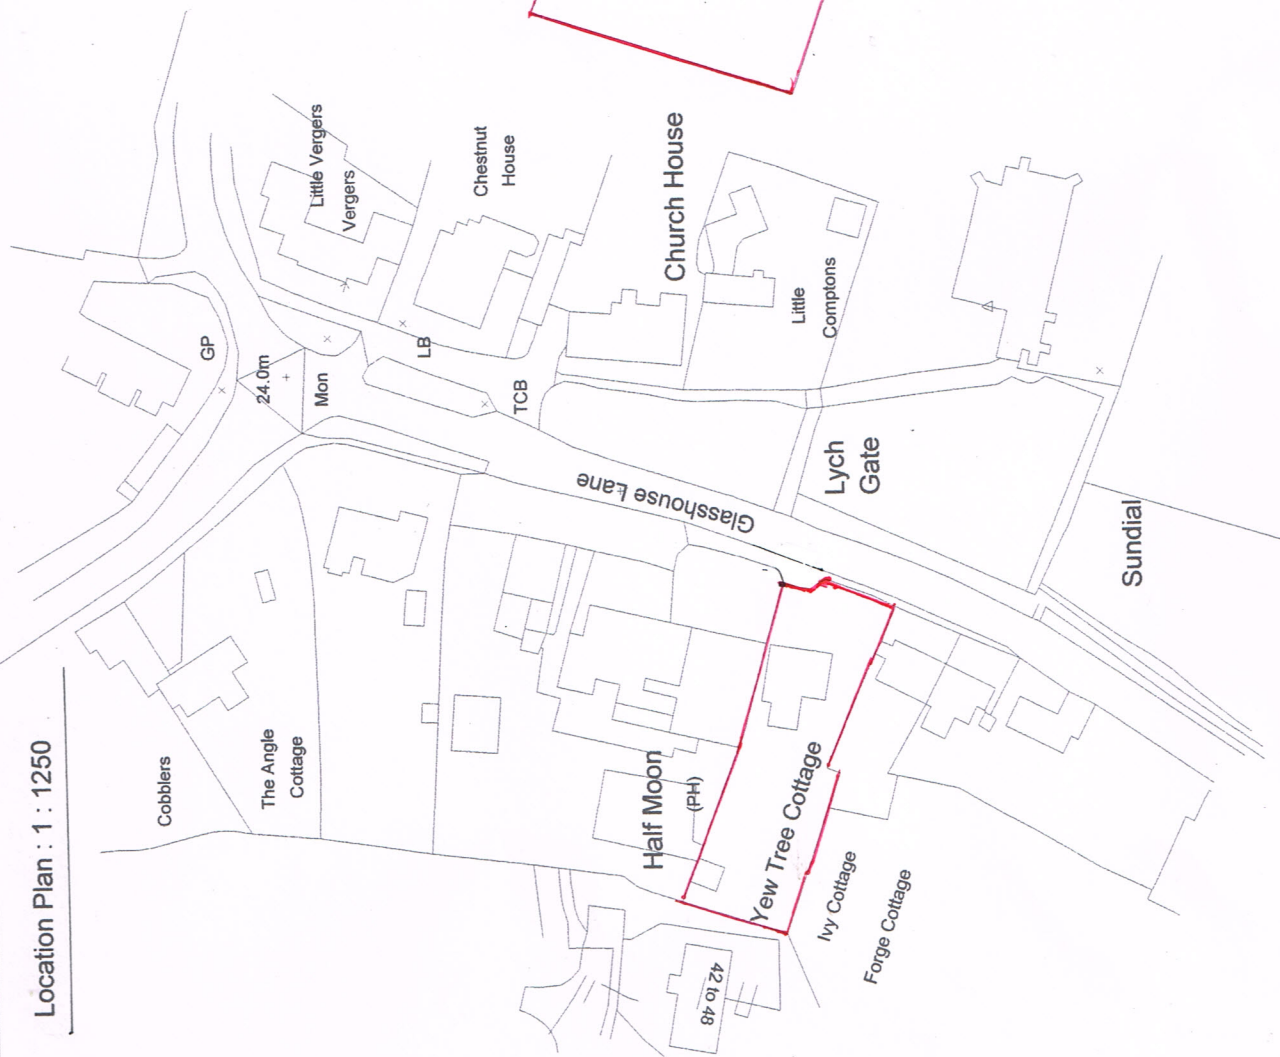 Location Plan : 1 : 1250
Cobblers
The Angle
Cottage
GP
24.0m
Mon
Little Vergers
Vergers
Chestnut
House
LB
TCB
Church House
Little
Comptons
Glasshouse Lane
Lych
Gate
Sundial
Half Moon
(PH)
Yew Tree Cottage
Ivy Cottage
Forge Cottage
42 to 48